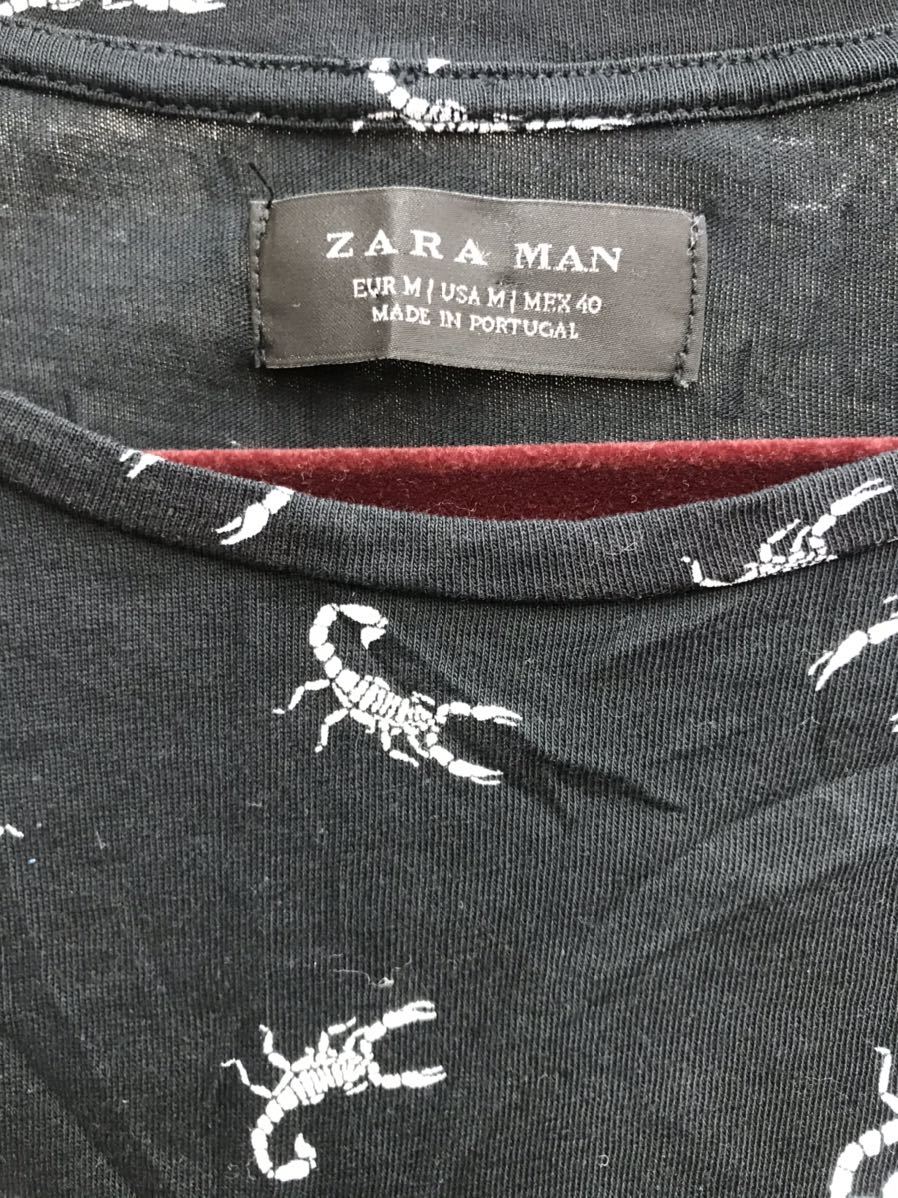 ZARA MAN
EUR M / USA M / MEX 40
MADE IN PORTUGAL